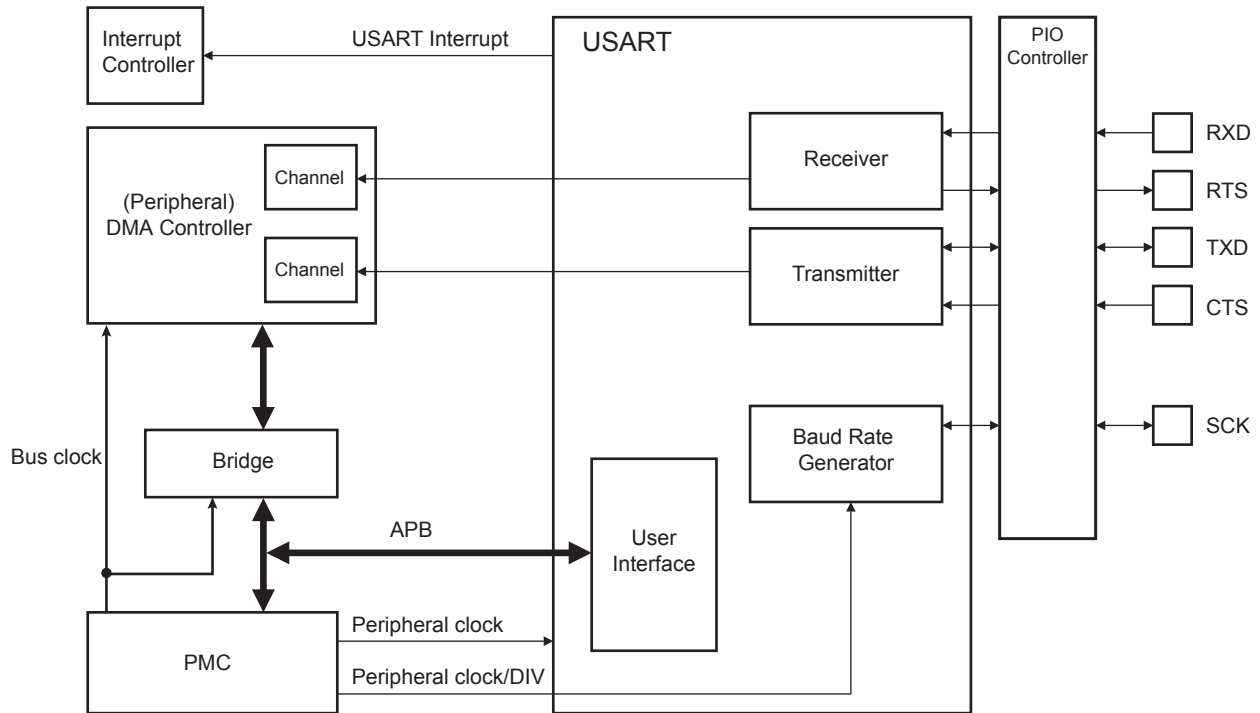 Interrupt
Controller
USART Interrupt
USART
PIO
Controller
(Peripheral)
DMA Controller
Channel
Channel
Receiver
Transmitter
RXD
RTS
TXD
CTS
SCK
Baud Rate
Generator
Bus clock
Bridge
APB
User
Interface
PMC
Peripheral clock
Peripheral clock/DIV